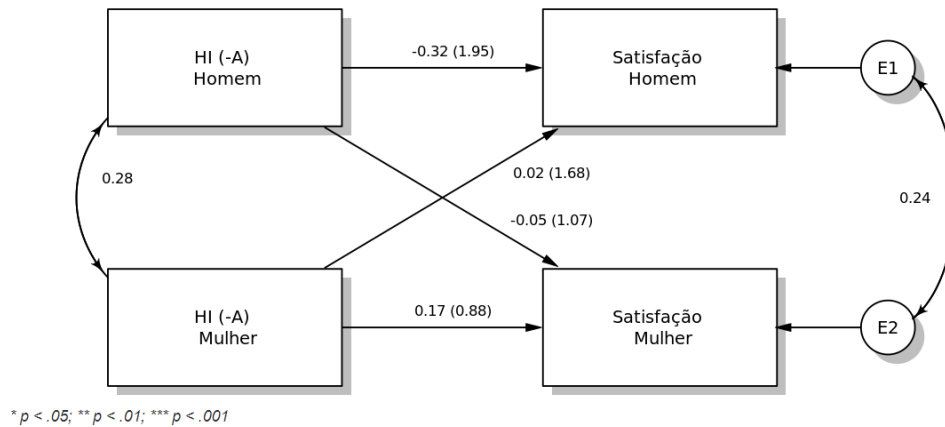 HI (-A)
Homem
-0.32 (1.95)
Satisfação
Homem
E1
0.28
0.02 (1.68)
-0.05 (1.07)
0.24
HI (-A)
Mulher
0.17 (0.88)
Satisfação
Mulher
E2
* p < .05; ** p < .01; *** p < .001